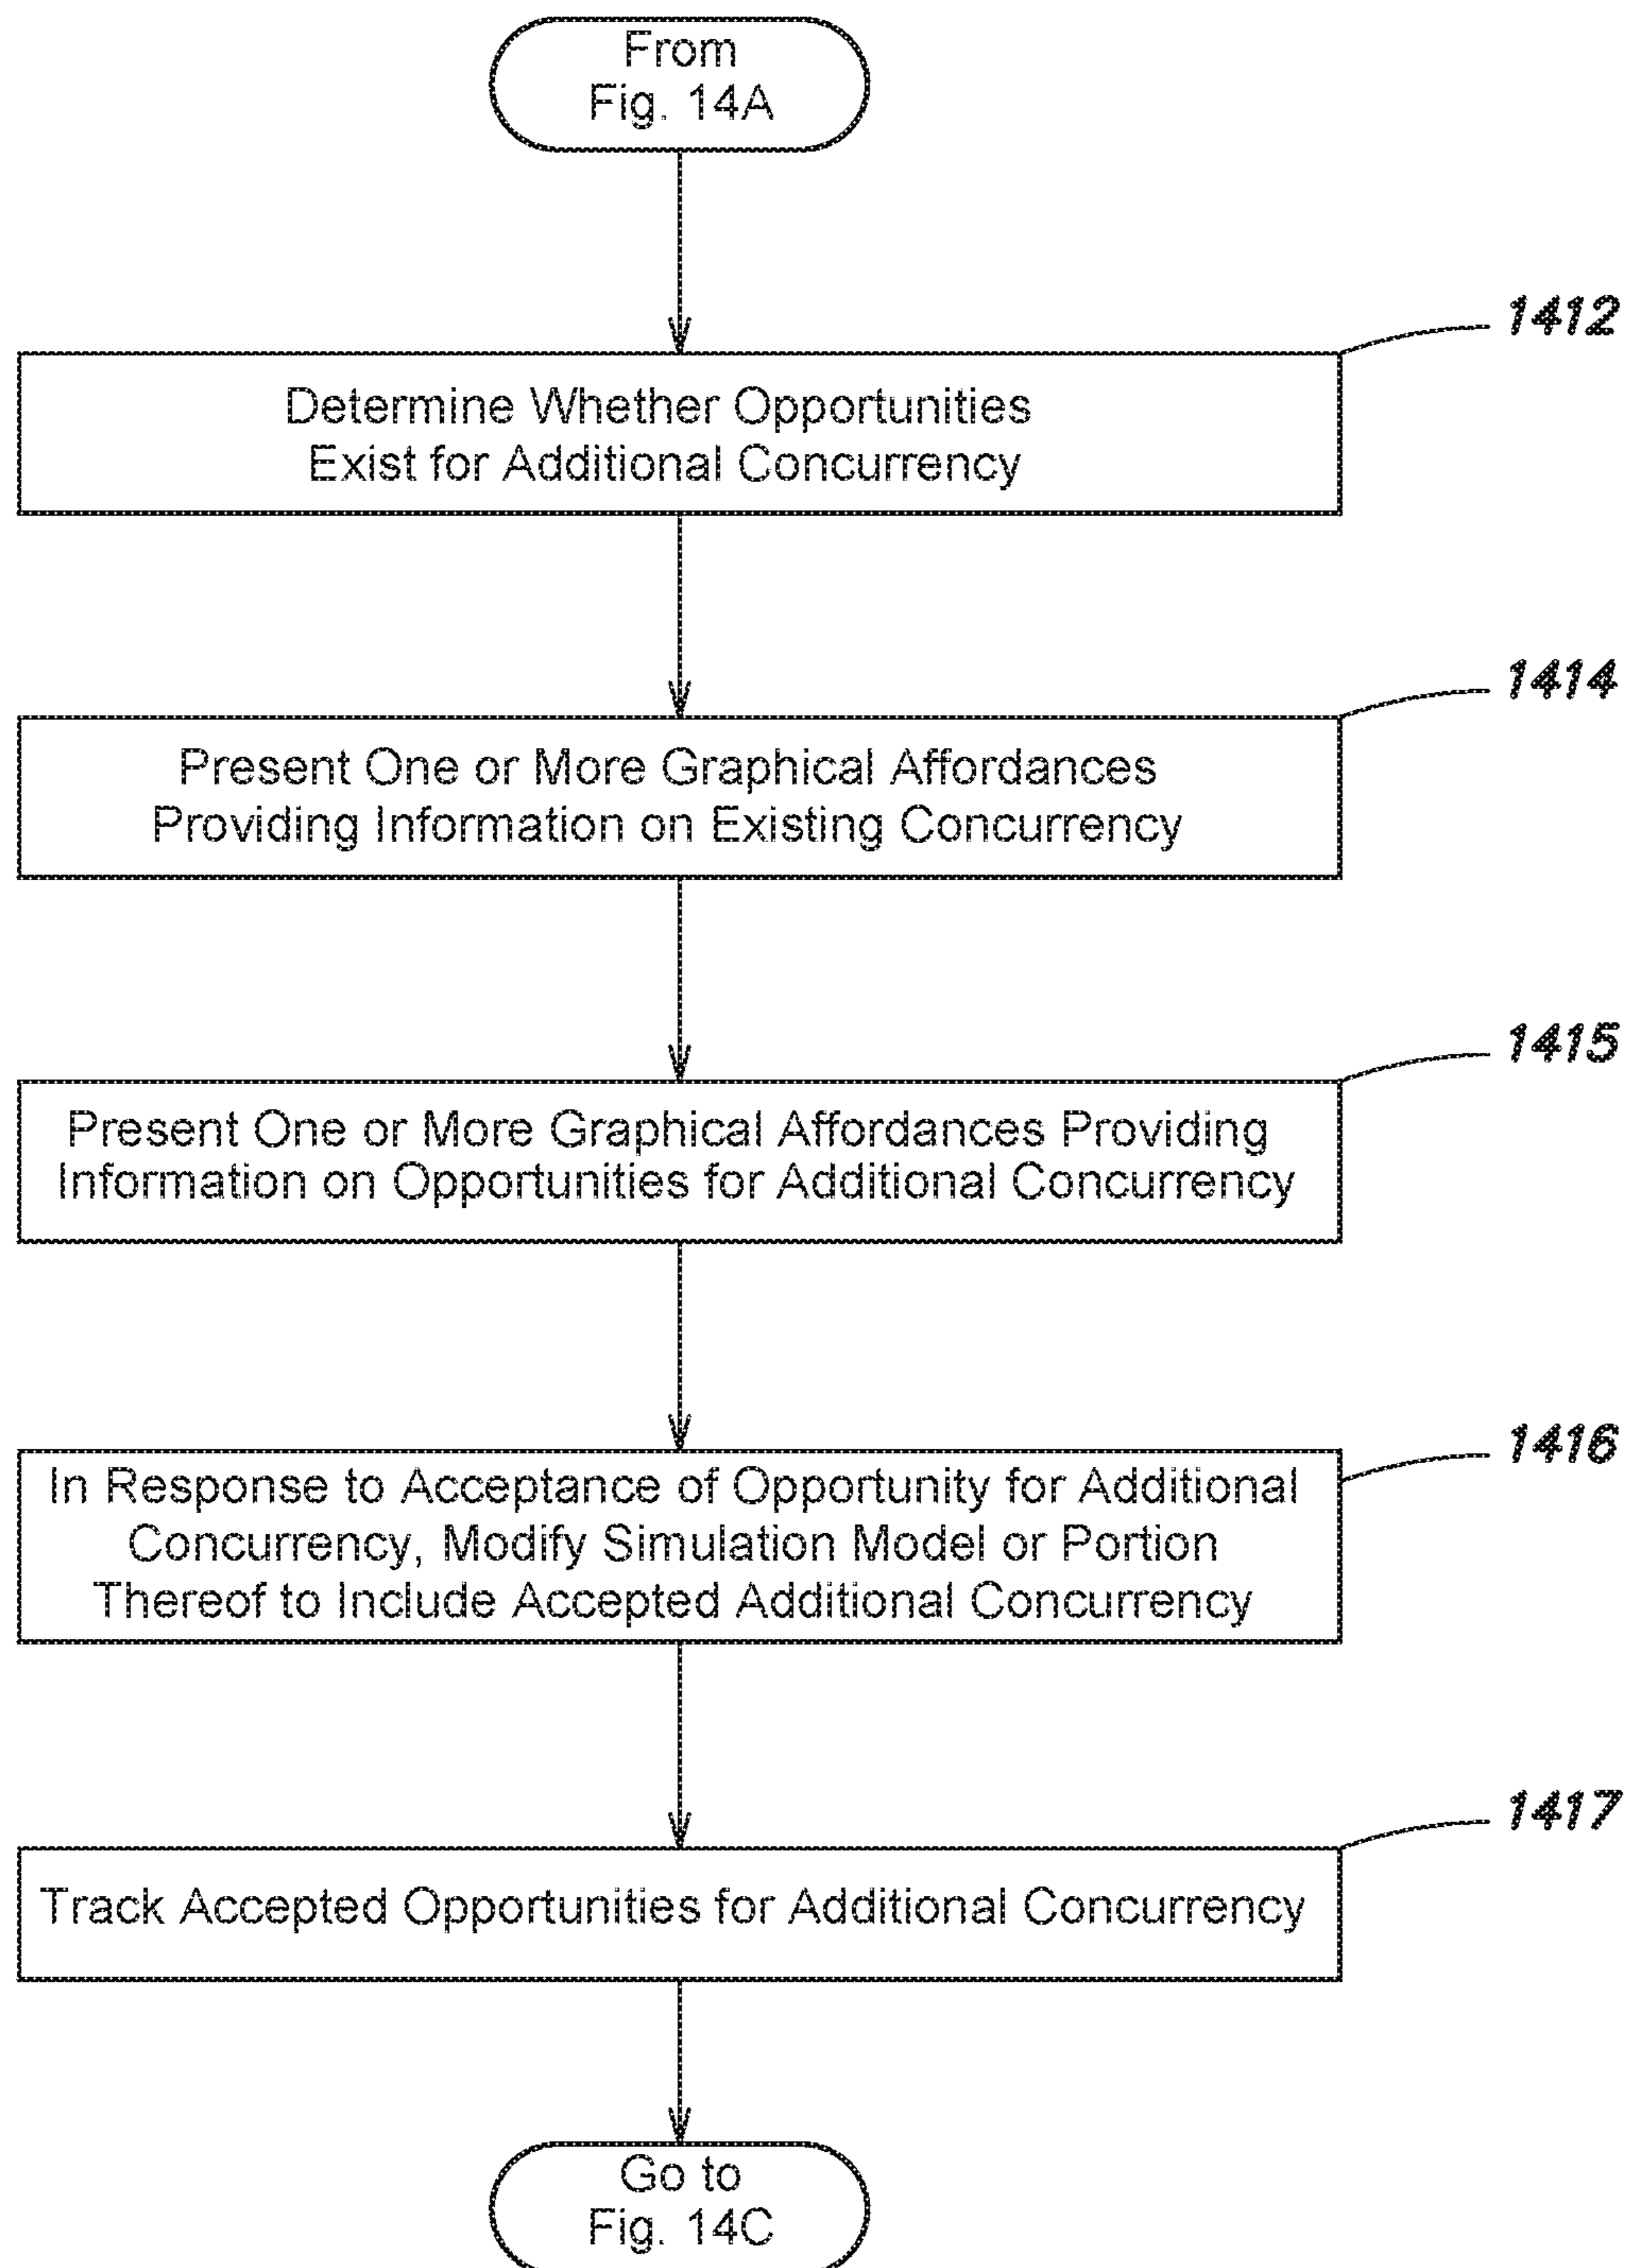 From
Fig. 14A
1412
Determine Whether Opportunities
Exist for Additional Concurrency
1414
Present One or More Graphical Affordances
Providing Information on Existing Concurrency
1415
Present One or More Graphical Affordances Providing
Information on Opportunities for Additional Concurrency
1416
In Response to Acceptance of Opportunity for Additional
Concurrency, Modify Simulation Model or Portion
Thereof to Include Accepted Additional Concurrency
1417
Track Accepted Opportunities for Additional Concurrency
Go to
Fig. 14C